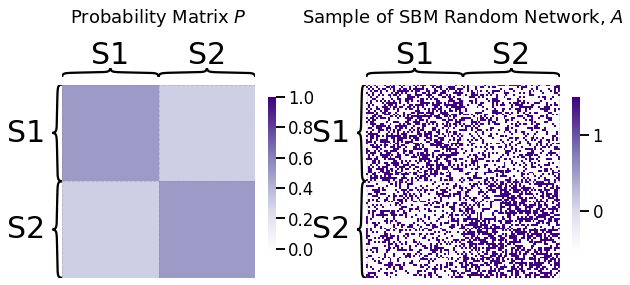 Probability Matrix P
S1 S2
S1
S2
1.0
0.8
0.6
0.4
0.2
0.0
Sample of SBM Random Network, A
S1 S2
S1
S2
1
0